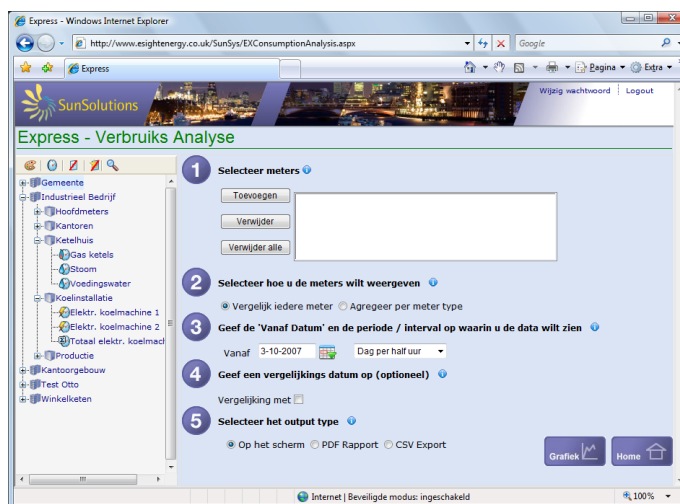 Express - Windows Internet Explorer
http://www.esightenergy.co.uk/SunSys/EXConsumptionAnalysis.aspx
Google
Express
Pagina
Extra
SunSolutions
Wijzig wachtwoord
Logout
Express - Verbruiks Analyse
Gemeente
Industrieel Bedrijf
Hoofdmeters
Kantoren
Ketelhuis
Gas ketels
Stoom
Voedingswater
Koelinstallatie
Elektr. koelmachine 1
Elektr. koelmachine 2
Totaal elektr. koelmach
Productie
Kantoorgebouw
Test Otto
Winkelketen
1 Selecteer meters
Toevoegen
Verwijder
Verwijder alle
2 Selecteer hoe u de meters wilt weergeven
Vergelijk iedere meter Agregeer per meter type
3 Geef de 'Vanaf Datum' en de periode / interval op waarin u de data wilt zien
Vanaf 3-10-2007 Dag per half uur
4 Geef een vergelijkings datum op (optioneel)
Vergelijking met
5 Selecteer het output type
Op het scherm PDF Rapport CSV Export
Grafiek Home
Internet | Beveiligde modus: ingeschakeld
100%